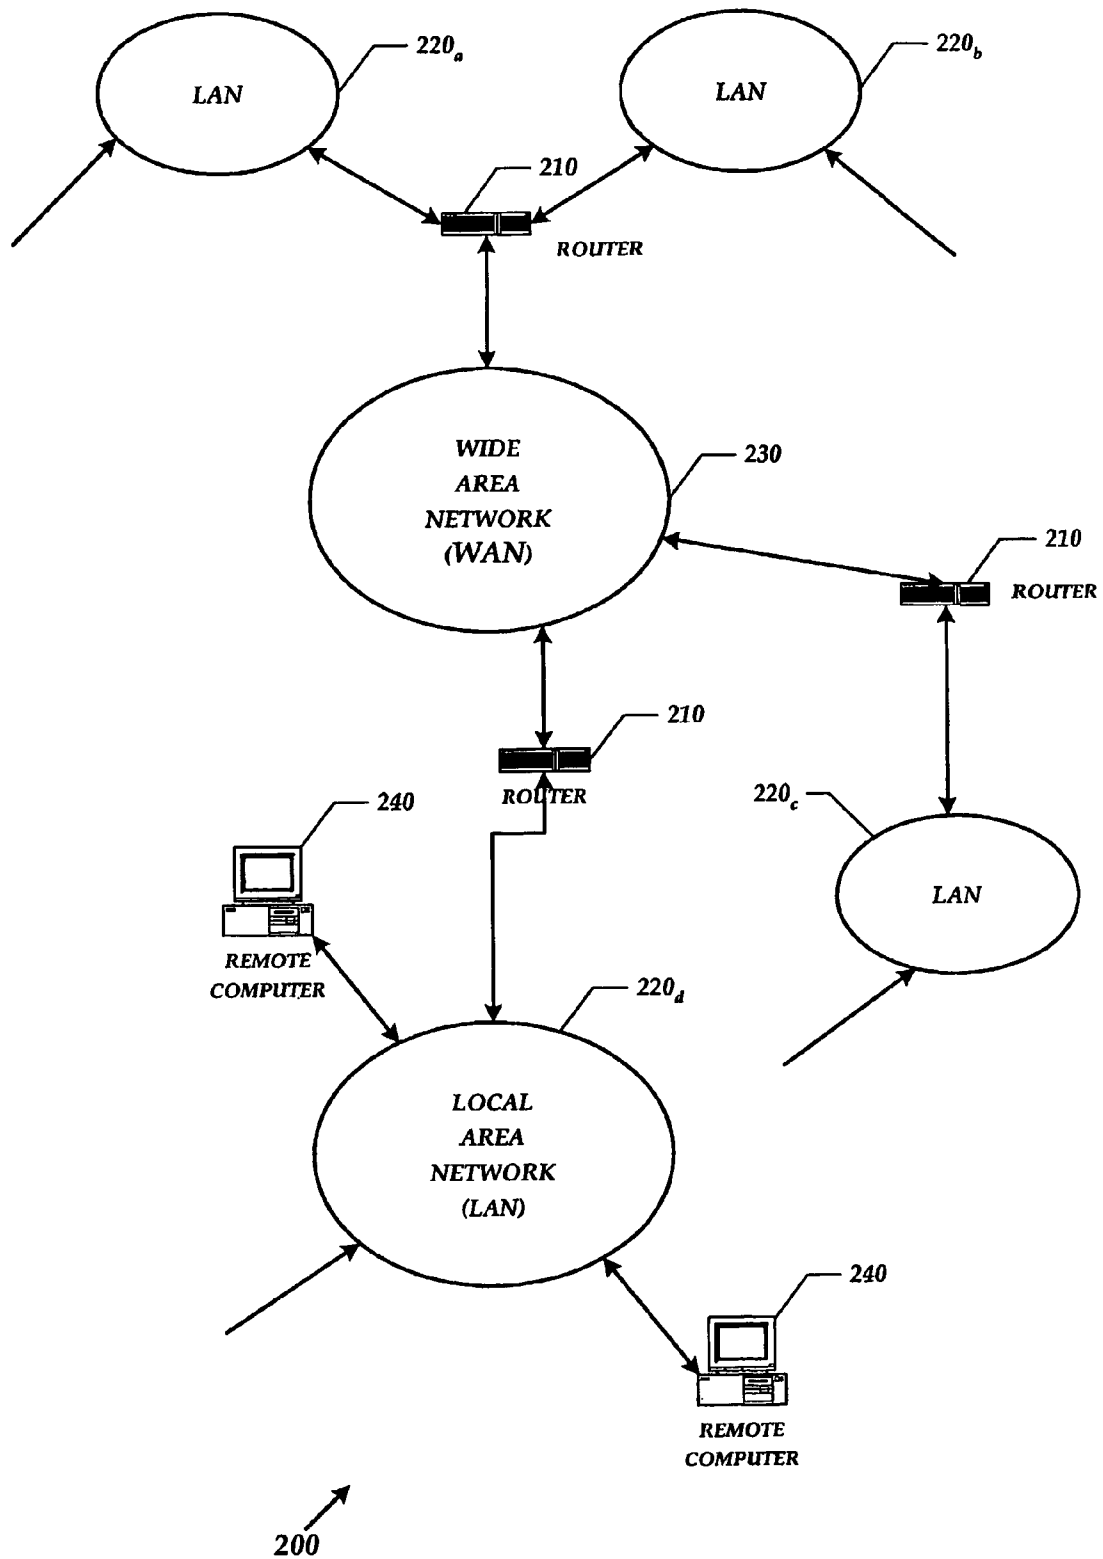 220a
220b
LAN
LAN
210
ROUTER
WIDE
AREA
NETWORK
(WAN)
230
210
ROUTER
210
ROUTER
240
REMOTE
COMPUTER
220c
LAN
220d
LOCAL
AREA
NETWORK
(LAN)
240
REMOTE
COMPUTER
200